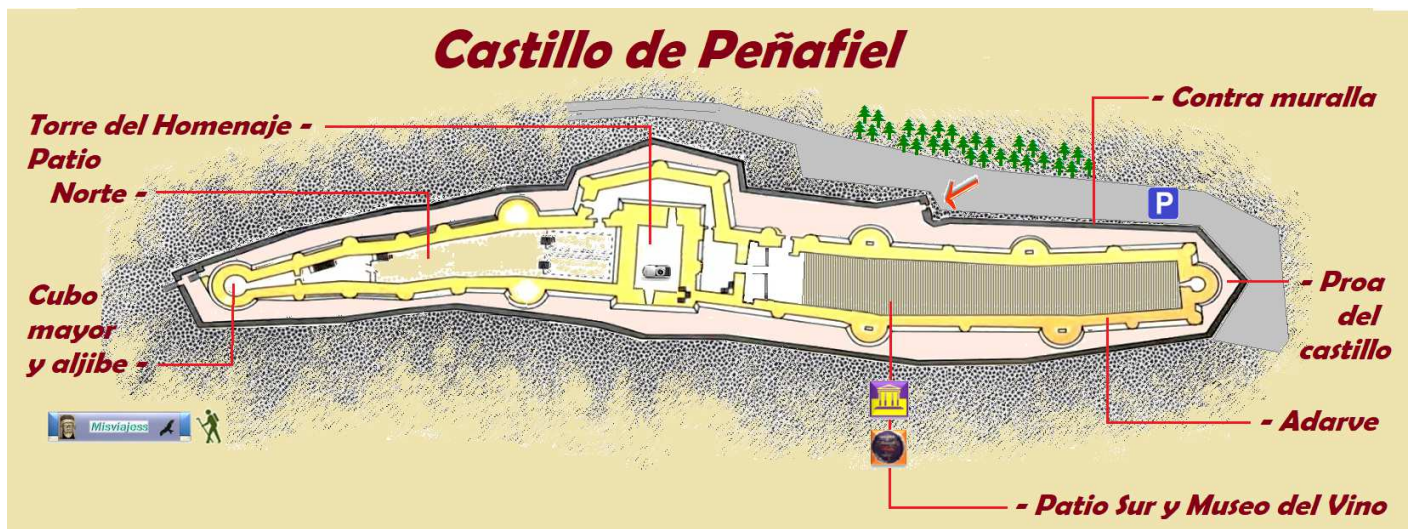 Castillo de Peñafiel
- Contra muralla
Torre del Homenaje -
Patio
Norte -
P
Cubo
mayor
y aljibe -
- Proa
del
castillo
Misviajoss
- Adarve
- Patio Sur y Museo del Vino